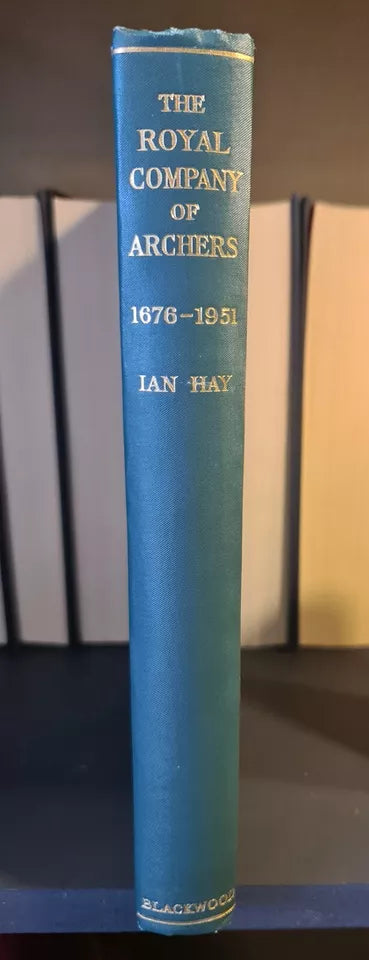 THE
ROYAL
COMPANY
OF
ARCHERS
1676-1951
IAN HAY
BLACKWOOD